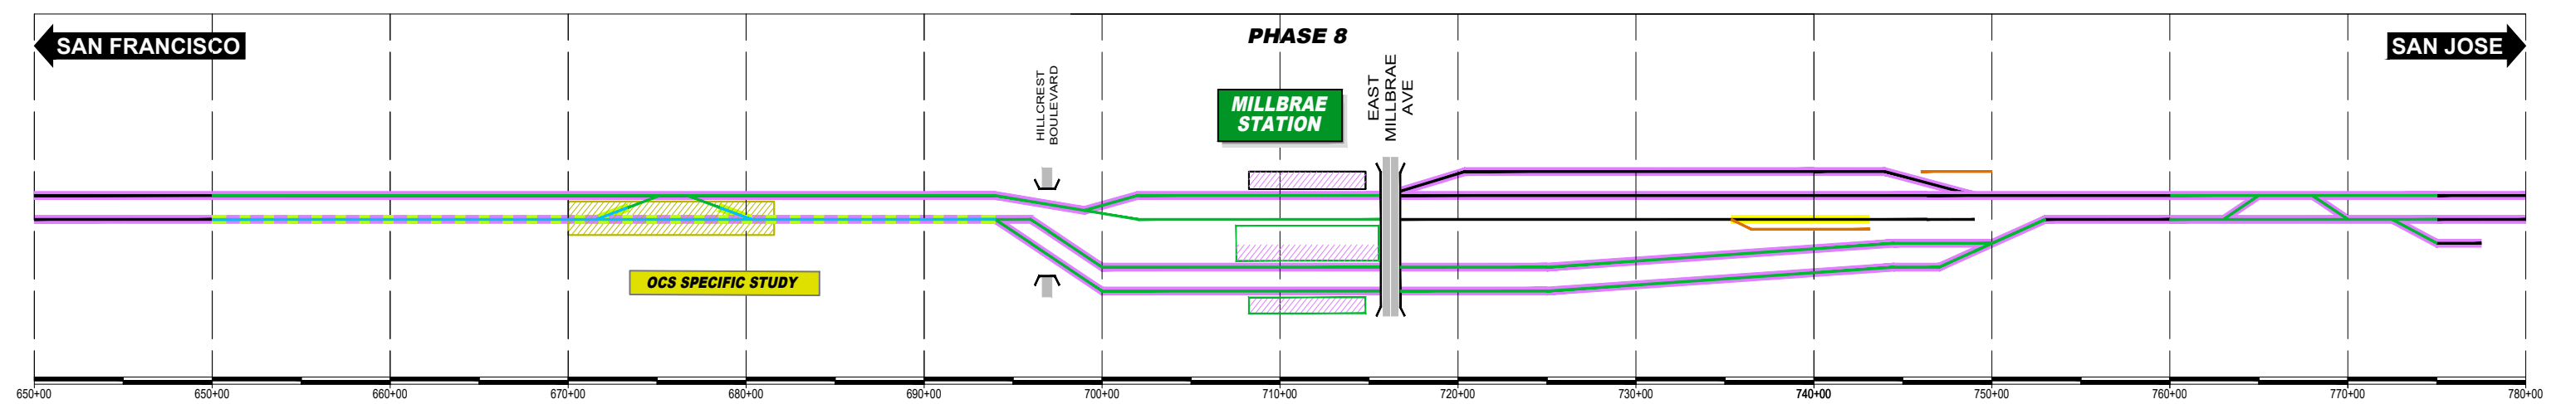 PHASE 8
SAN FRANCISCO
SAN JOSE
HILLCREST
BOULEVARD
MILLBRAE
STATION
EAST
MILLBRAE
AVE
OCS SPECIFIC STUDY
650+00 650+00 660+00 670+00 680+00 690+00 700+00 710+00 720+00 730+00 740+00 750+00 760+00 770+00 780+00